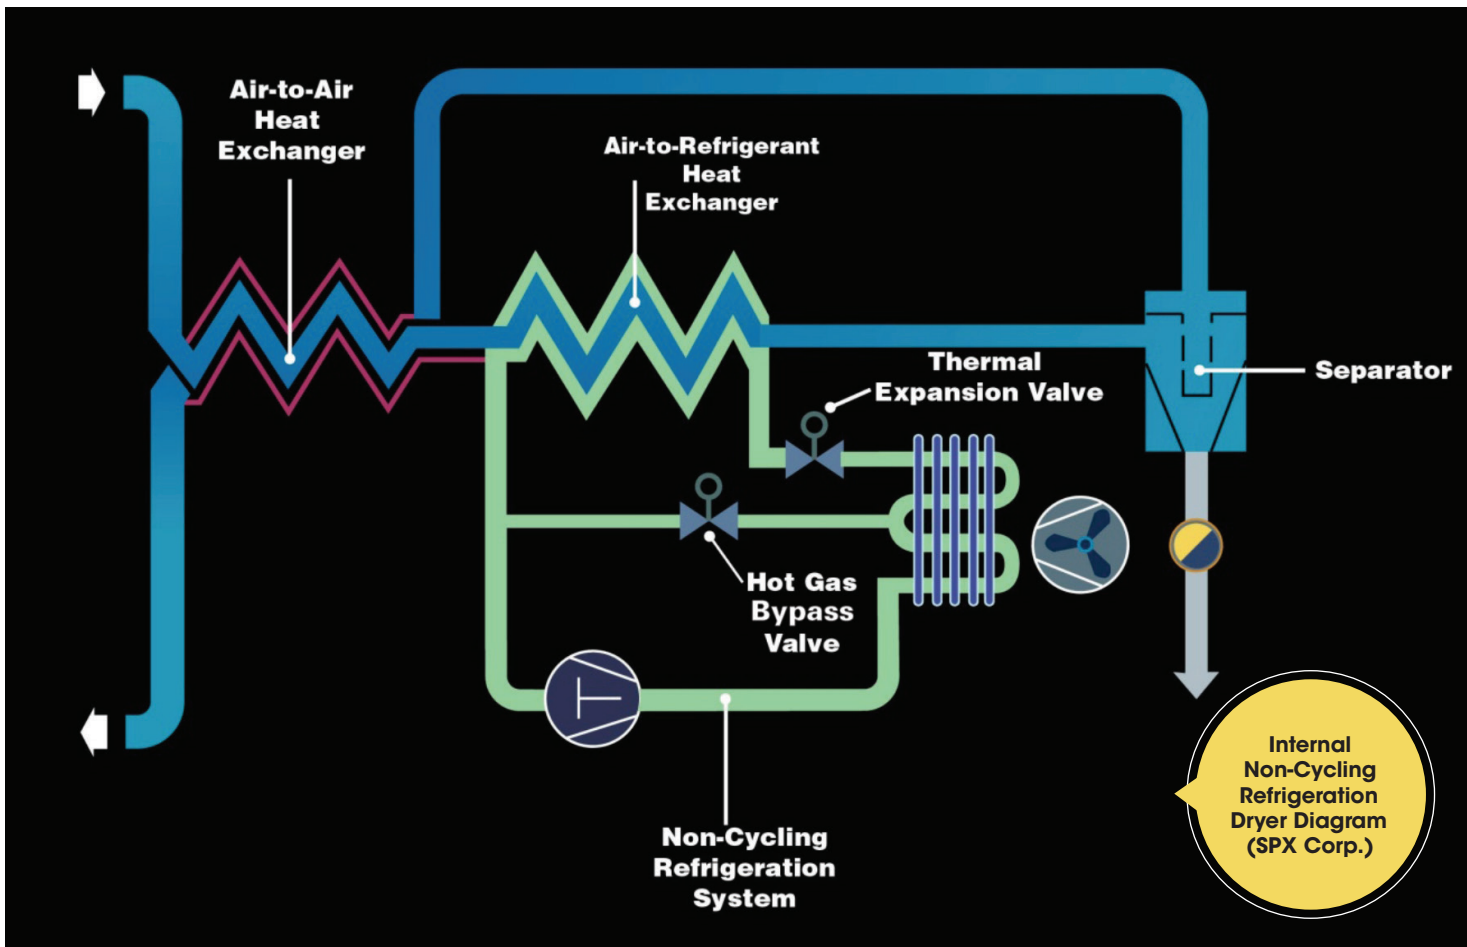 Air-to-Air
Heat
Exchanger
Air-to-Refrigerant
Heat
Exchanger
Thermal
Expansion Valve
Separator
Hot Gas
Bypass
Valve
Non-Cycling
Refrigeration
System
Internal
Non-Cycling
Refrigeration
Dryer Diagram
(SPX Corp.)